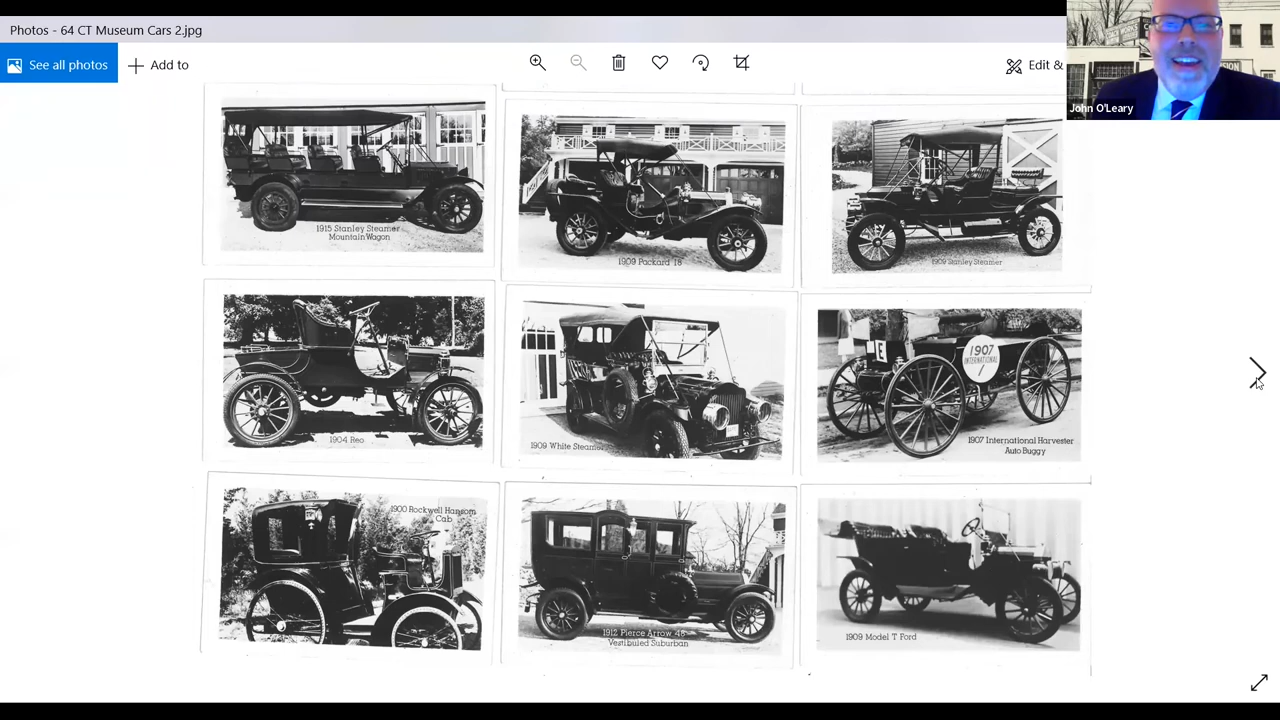 Photos - 64 CT Museum Cars 2.jpg
See all photos
Add to
Edit &
John O'Leary
1915 Stanley Steamer
Mountain Wagon
1909 Packard 18
1909 Stanley Steamer
1904 Reo
1909 White Steamer
E
1907
INTERNATIONAL
1907 International Harvester
Auto Buggy
1900 Rockwell Hansom
Cab
1912 Pierce Arrow 48
Vestibuled Suburban
1909 Model T Ford